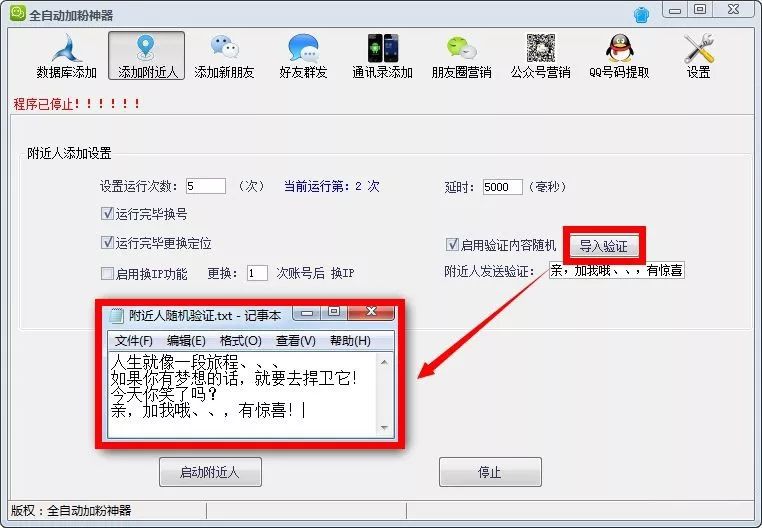 全自动加粉神器
数据库添加 添加附近人 添加新朋友 好友群发 通讯录添加 朋友圈营销 公众号营销 QQ号码提取 设置
程序已停止！！！！！！
附近人添加设置
设置运行次数： 5 （次） 当前运行第：2 次 延时： 5000 （毫秒）
运行完毕换号
运行完毕更换定位 启用验证内容随机 导入验证
启用换IP功能 更换： 1 次账号后 换IP 附近人发送验证： 亲，加我哦、、，有惊喜
附近人随机验证.txt - 记事本
文件(F) 编辑(E) 格式(O) 查看(V) 帮助(H)
人生就像一段旅程、、、
如果你有梦想的话，就要去捍卫它！
今天你笑了吗？
亲，加我哦、、，有惊喜！
启动附近人 停止
版权：全自动加粉神器